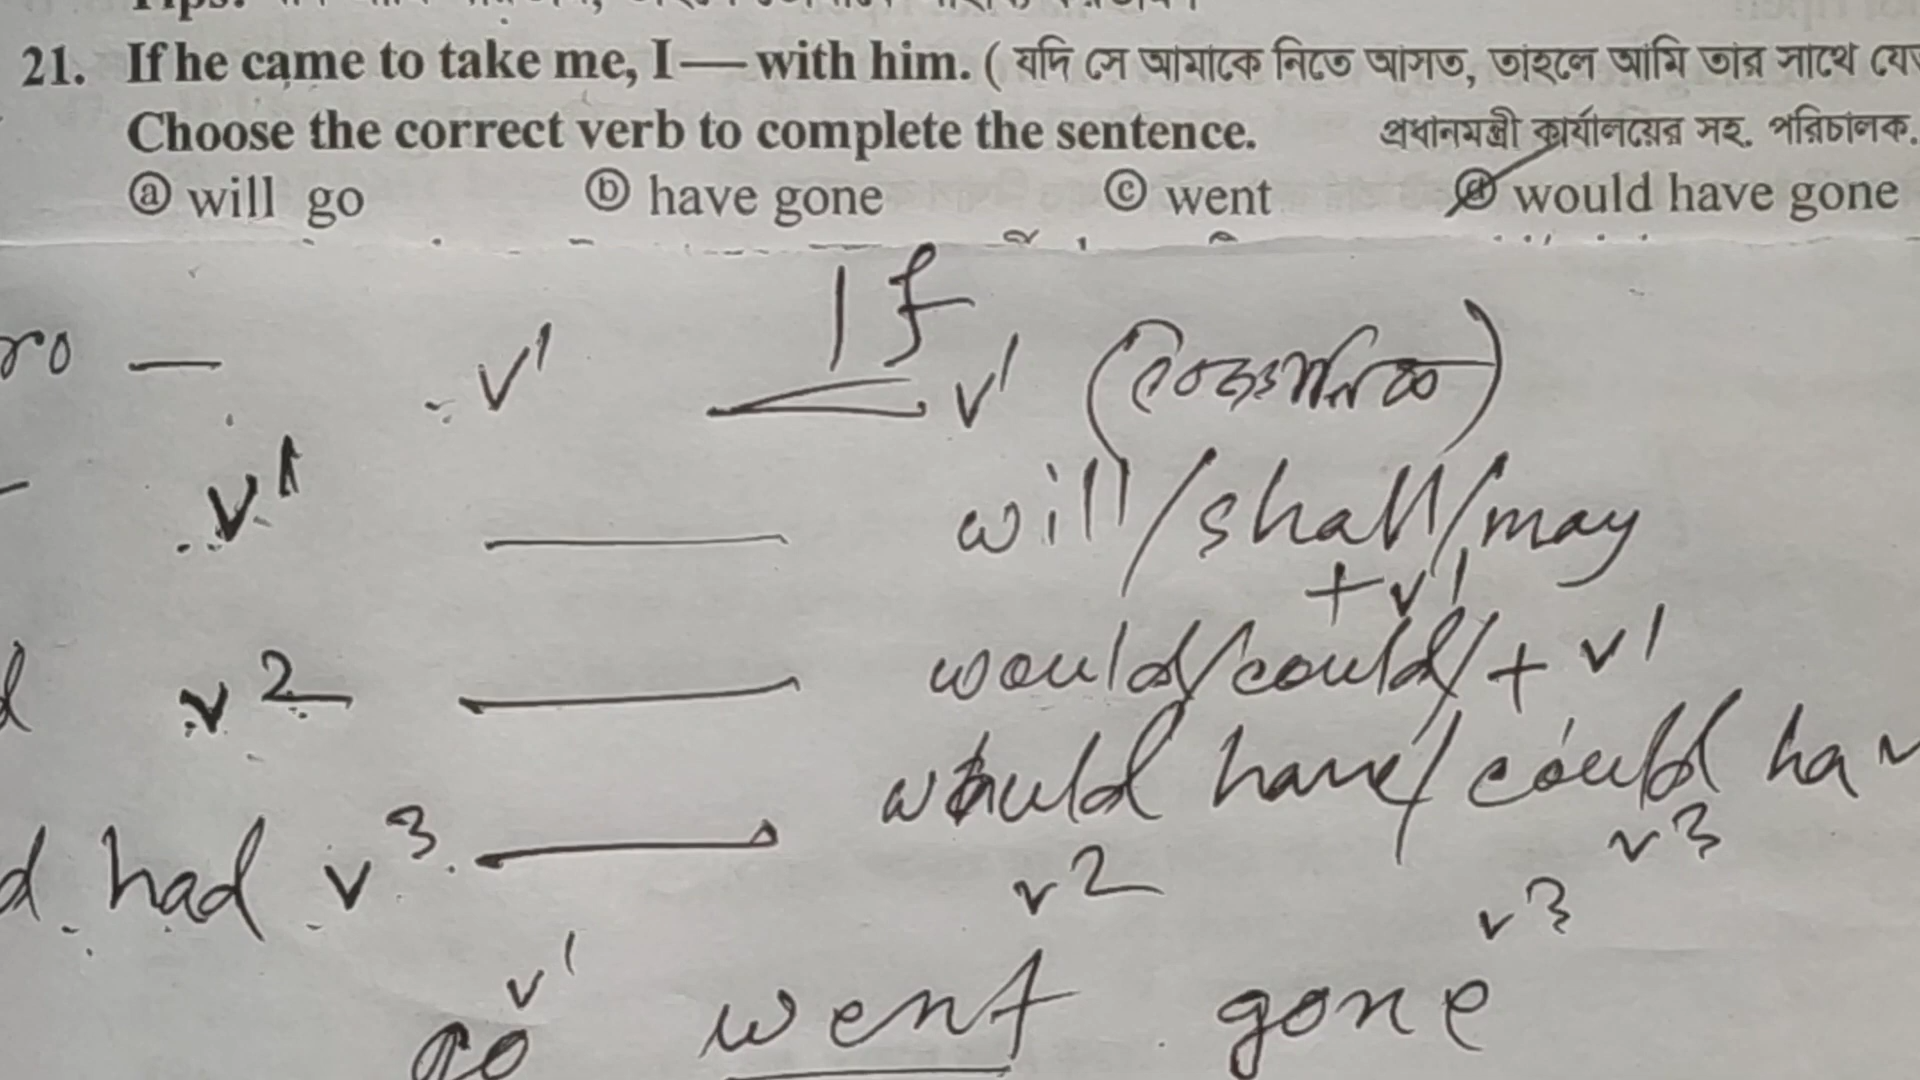 21. If he came to take me, I — with him. ( যদি সে আমাকে নিতে আসত, তাহলে আমি তার সাথে
Choose the correct verb to complete the sentence. প্রধানমন্ত্রী কার্যালয়ের সহ. পরিচালক.
ⓐ will go ⓑ have gone ⓒ went ⓓ would have gone
If
ro — v1 v1
v1 — will/shall/may
+v1
v2 — would/could/ + v1
would have/ could hav
d had v3 — v3
v2 v3
v1
go went gone